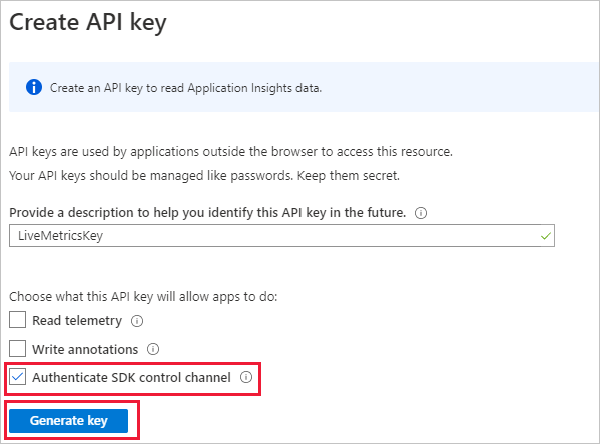 Create API key
Create an API key to read Application Insights data.
API keys are used by applications outside the browser to access this resource.
Your API keys should be managed like passwords. Keep them secret.
Provide a description to help you identify this API key in the future.
LiveMetricsKey
Choose what this API key will allow apps to do:
Read telemetry
Write annotations
Authenticate SDK control channel
Generate key